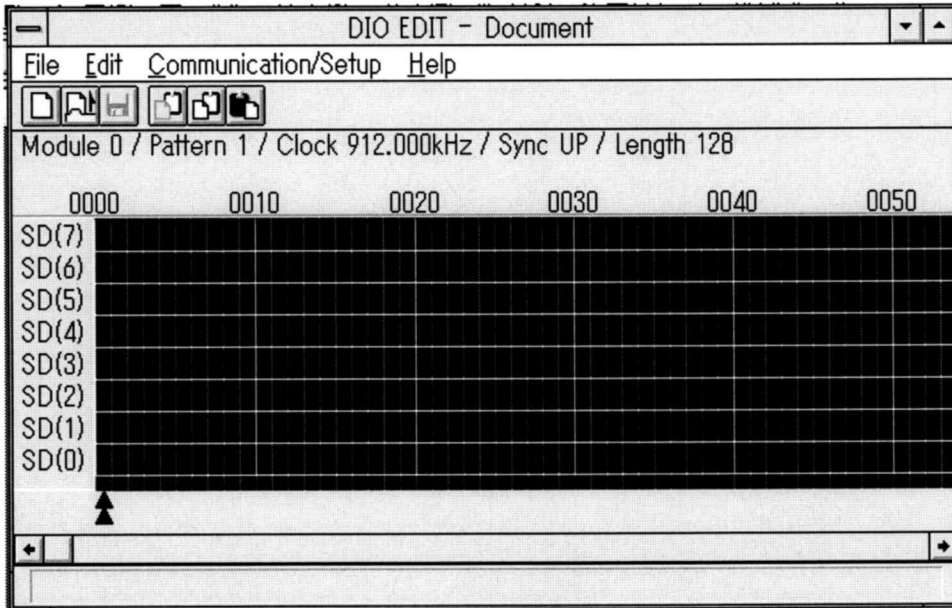 DIO EDIT - Document
File Edit Communication/Setup Help
Module 0 / Pattern 1 / Clock 912.000kHz / Sync UP / Length 128
0000 0010 0020 0030 0040 0050
SD(7)
SD(6)
SD(5)
SD(4)
SD(3)
SD(2)
SD(1)
SD(0)